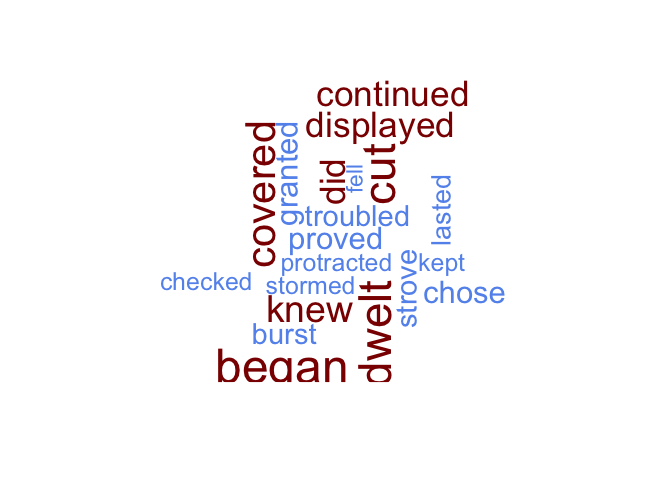 continued
displayed
covered
granted
did
fell
cut
troubled
lasted
proved
protracted
kept
checked
stormed
strove
chose
knew
dwelt
burst
began